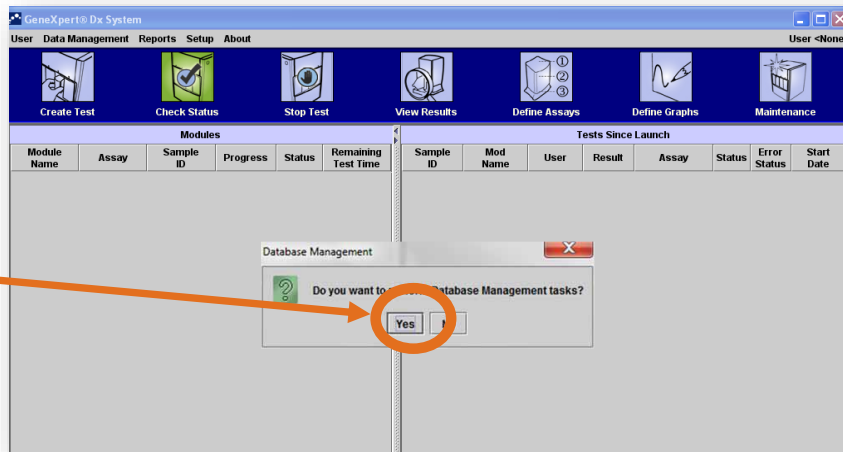 GeneXpert® Dx System
User Data Management Reports Setup About User <None
Create Test Check Status Stop Test View Results Define Assays Define Graphs Maintenance
1
2
3
Modules Tests Since Launch
Module Name Assay Sample ID Progress Status Remaining Test Time Sample ID Mod Name User Result Assay Status Error Status Start Date
Database Management
Do you want to Database Management tasks?
Yes